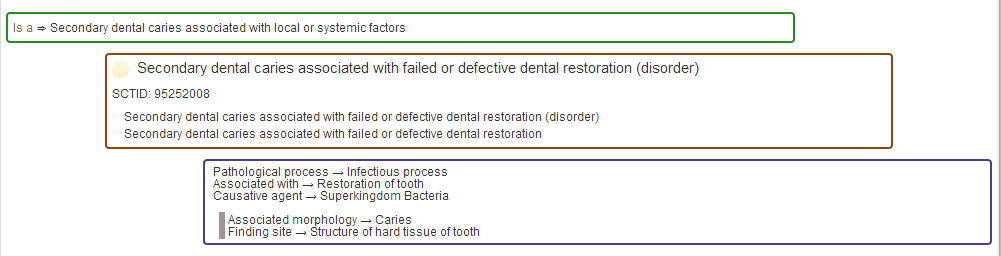 Is a ⇒ Secondary dental caries associated with local or systemic factors
Secondary dental caries associated with failed or defective dental restoration (disorder)
SCTID: 95252008
Secondary dental caries associated with failed or defective dental restoration (disorder)
Secondary dental caries associated with failed or defective dental restoration
Pathological process → Infectious process
Associated with → Restoration of tooth
Causative agent → Superkingdom Bacteria
Associated morphology → Caries
Finding site → Structure of hard tissue of tooth